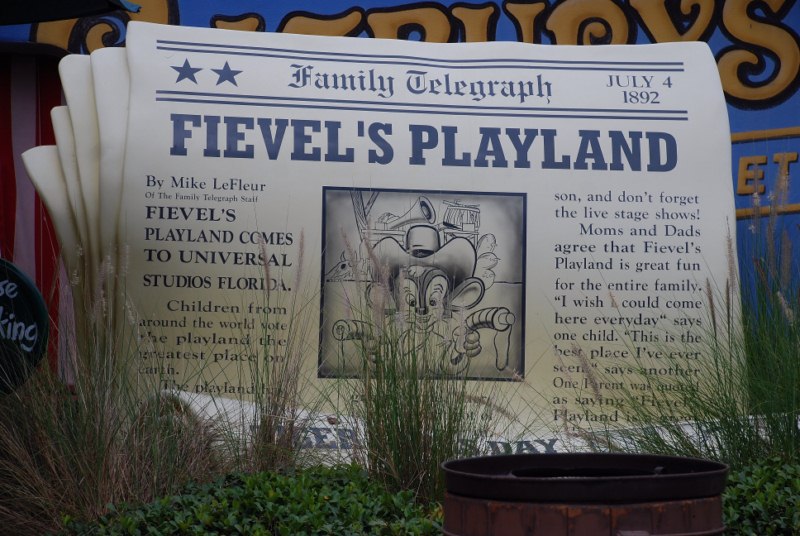 Family Telegraph
JULY 4
1892
FIEVEL'S PLAYLAND
By Mike LeFleur
Of The Family Telegraph Staff
FIEVEL'S
PLAYLAND COMES
TO UNIVERSAL
STUDIOS FLORIDA.
Children from
around the world vote
the playland the
greatest place on
earth.
The playland
son, and don't forget
the live stage shows!
Moms and Dads
agree that Fievel's
Playland is great fun
for the entire family.
"I wish I could come
here everyday" says
one child. "This is the
best place I've ever
seen." says another
One Parent was quoted
as saying "Fievel's
Playland is a
DAY
ET